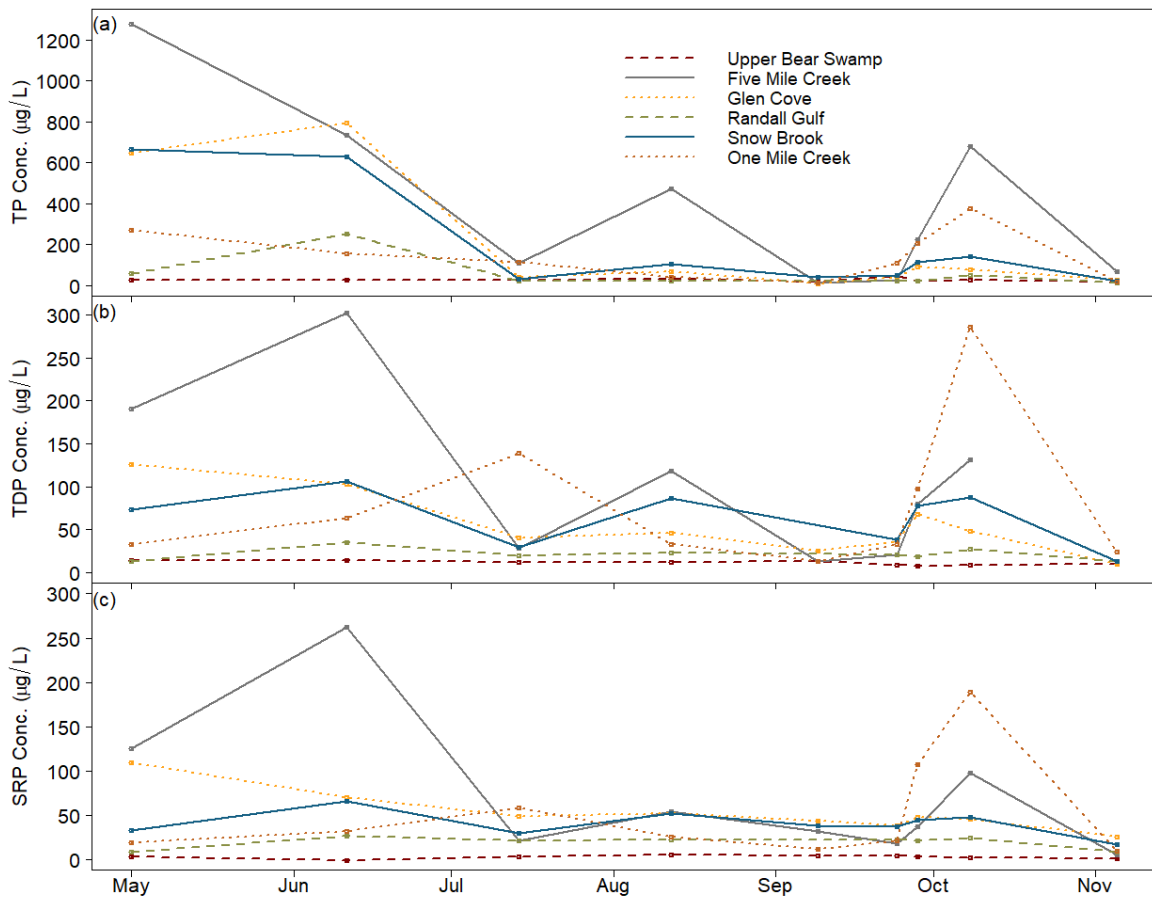 (a)
TP Conc. (µg/L)
1200
1000
800
600
400
200
0
Upper Bear Swamp
Five Mile Creek
Glen Cove
Randall Gulf
Snow Brook
One Mile Creek
(b)
TDP Conc. (µg/L)
300
250
200
150
100
50
0
(c)
SRP Conc. (µg/L)
300
250
200
150
100
50
0
May Jun Jul Aug Sep Oct Nov